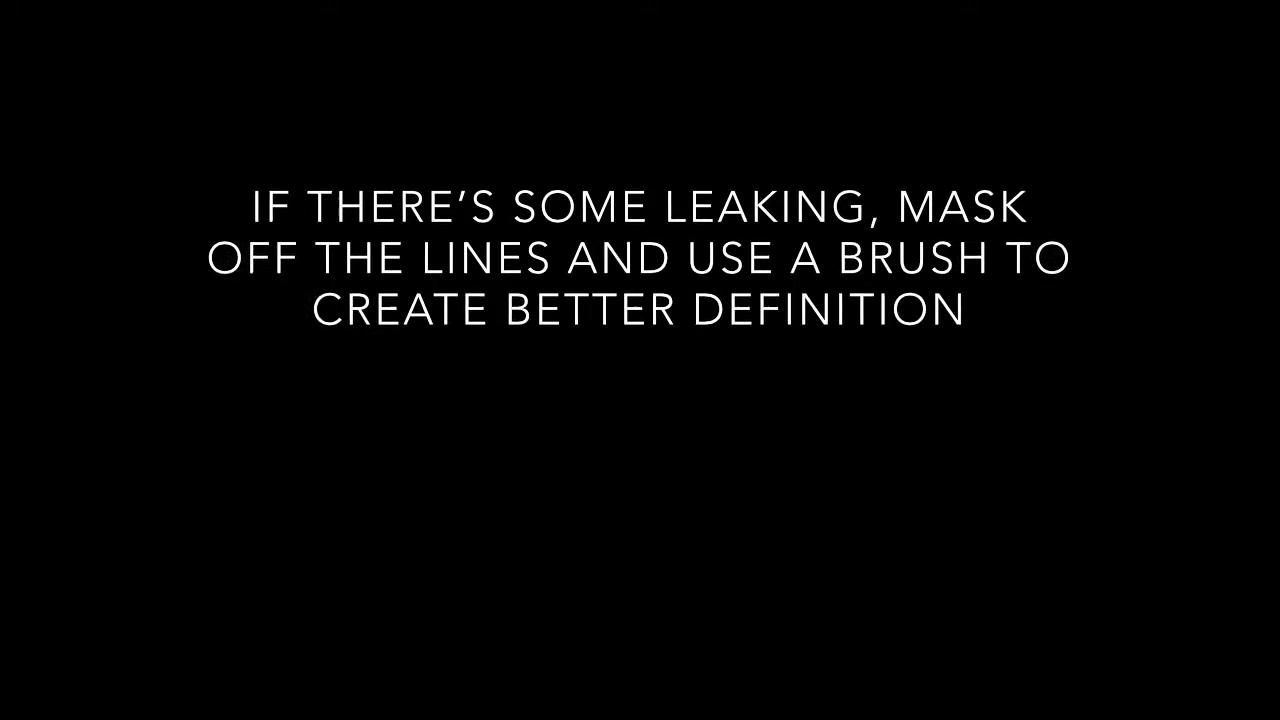 IF THERE’S SOME LEAKING, MASK
OFF THE LINES AND USE A BRUSH TO
CREATE BETTER DEFINITION